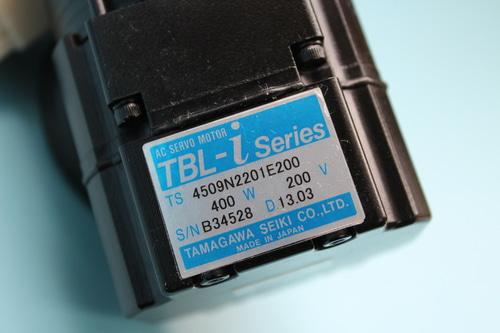 AC SERVO MOTOR
TBL-i Series
TS 4509N2201E200
400 W 200 V
S/N B34528 D 13.03
TAMAGAWA SEIKI CO.,LTD.
MADE IN JAPAN